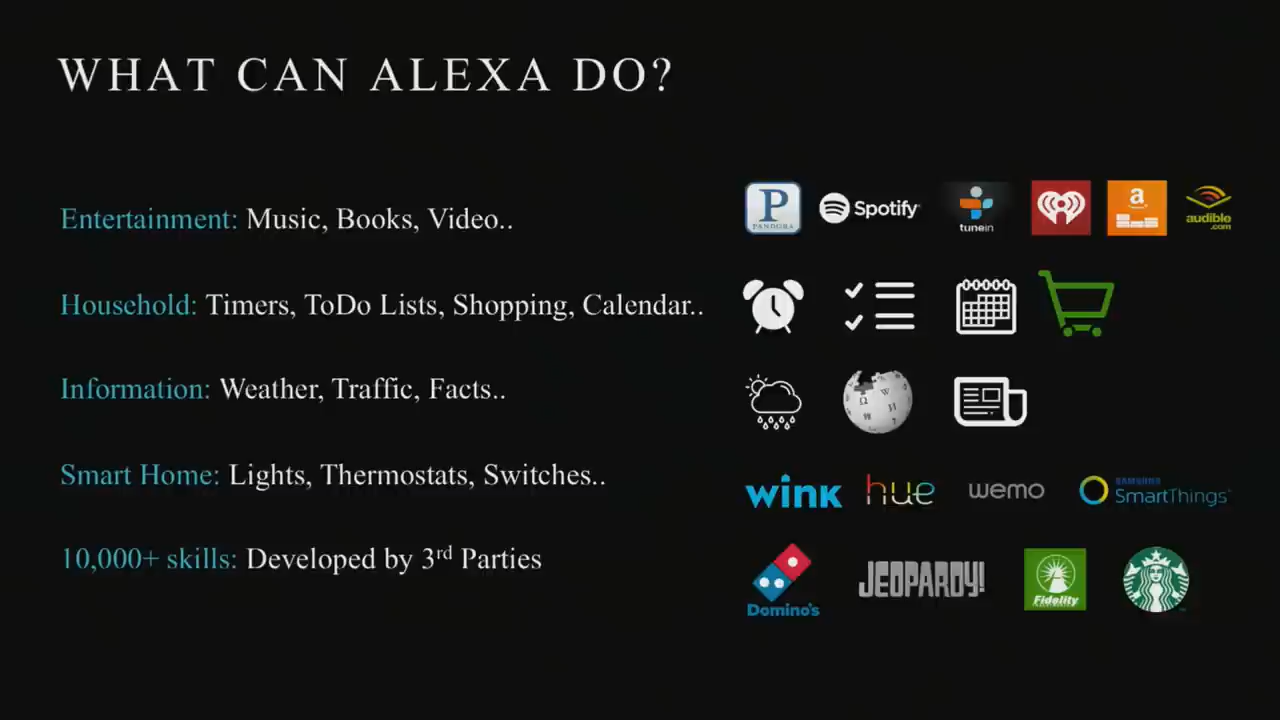 WHAT CAN ALEXA DO?
Entertainment: Music, Books, Video..
P PANDORA
Spotify
tunein
a
audible .com
Household: Timers, ToDo Lists, Shopping, Calendar..
Information: Weather, Traffic, Facts..
Ω W И
Smart Home: Lights, Thermostats, Switches..
wink
hue
wemo
SAMSUNG
SmartThings
10,000+ skills: Developed by 3rd Parties
Domino's
JEOPARDY!
Fidelity